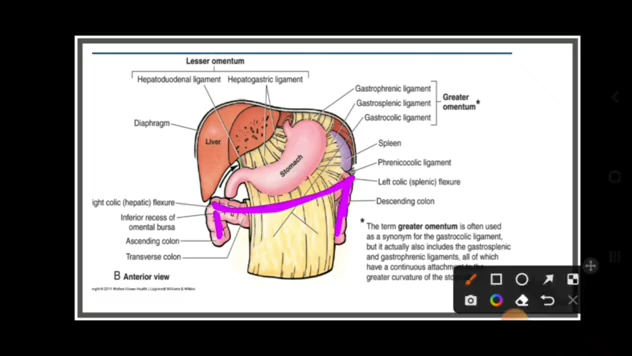 Lesser omentum
Hepatoduodenal ligament Hepatogastric ligament
Gastrophrenic ligament
Gastrosplenic ligament
Gastrocolic ligament
Greater
omentum*
Diaphragm
Liver
Stomach
Spleen
Phrenicocolic ligament
Left colic (splenic) flexure
Descending colon
ight colic (hepatic) flexure
Inferior recess of
omental bursa
Ascending colon
Transverse colon
B Anterior view
* The term greater omentum is often used
as a synonym for the gastrocolic ligament,
but it actually also includes the gastrosplenic
and gastrophrenic ligaments, all of which
have a continuous attachment to the
greater curvature of the
Health | Lippincott Williams & Wilkins